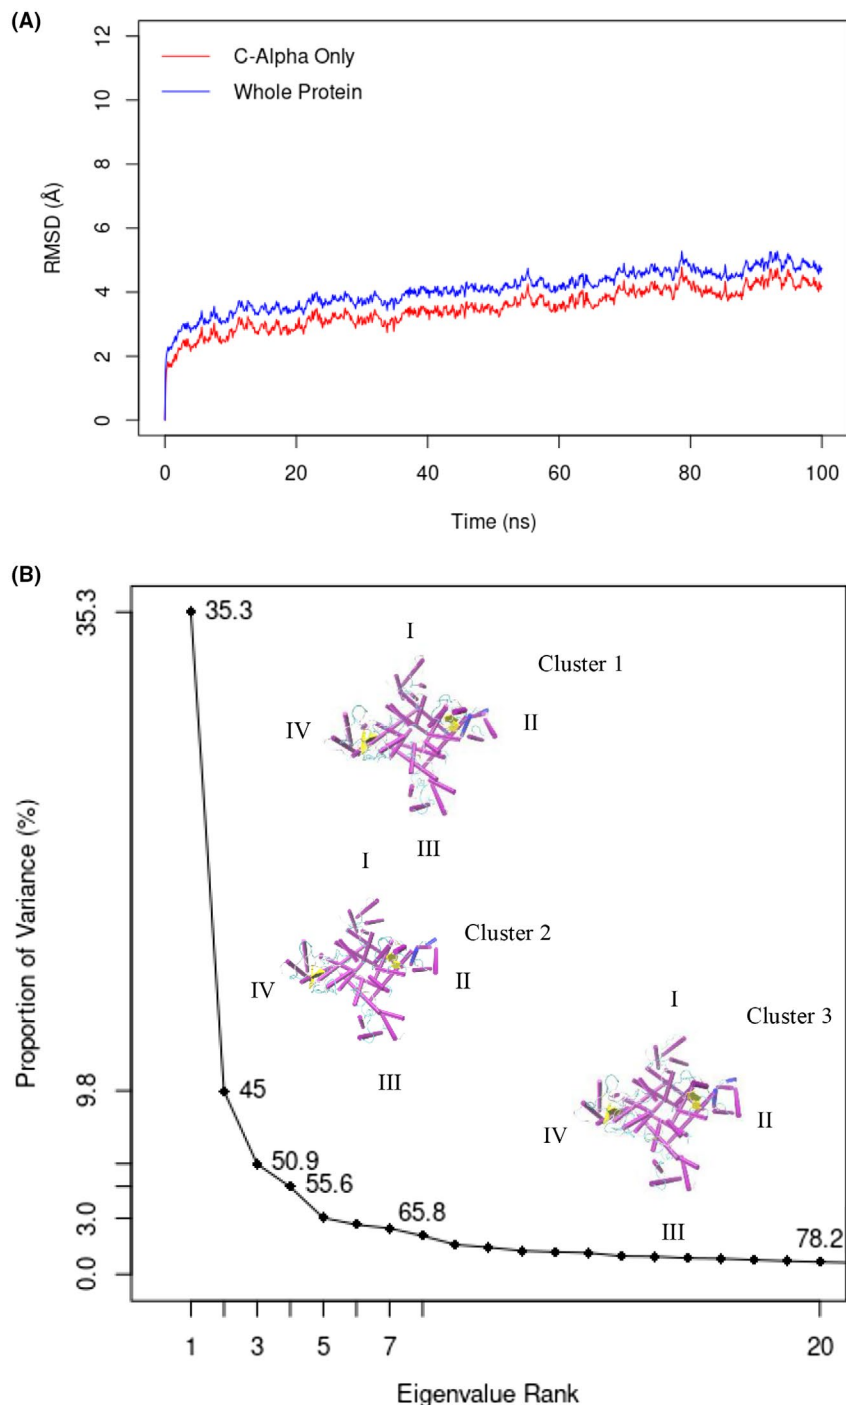 (A)
12
10
8
6
4
2
0
RMSD (Å)
C-Alpha Only
Whole Protein
0 20 40 60 80 100
Time (ns)
(B)
35.3
9.8
3.0
0.0
Proportion of Variance (%)
35.3
45
50.9
55.6
65.8
78.2
I
Cluster 1
IV
II
III
I
Cluster 2
IV
II
III
I
Cluster 3
IV
II
III
1 3 5 7 20
Eigenvalue Rank